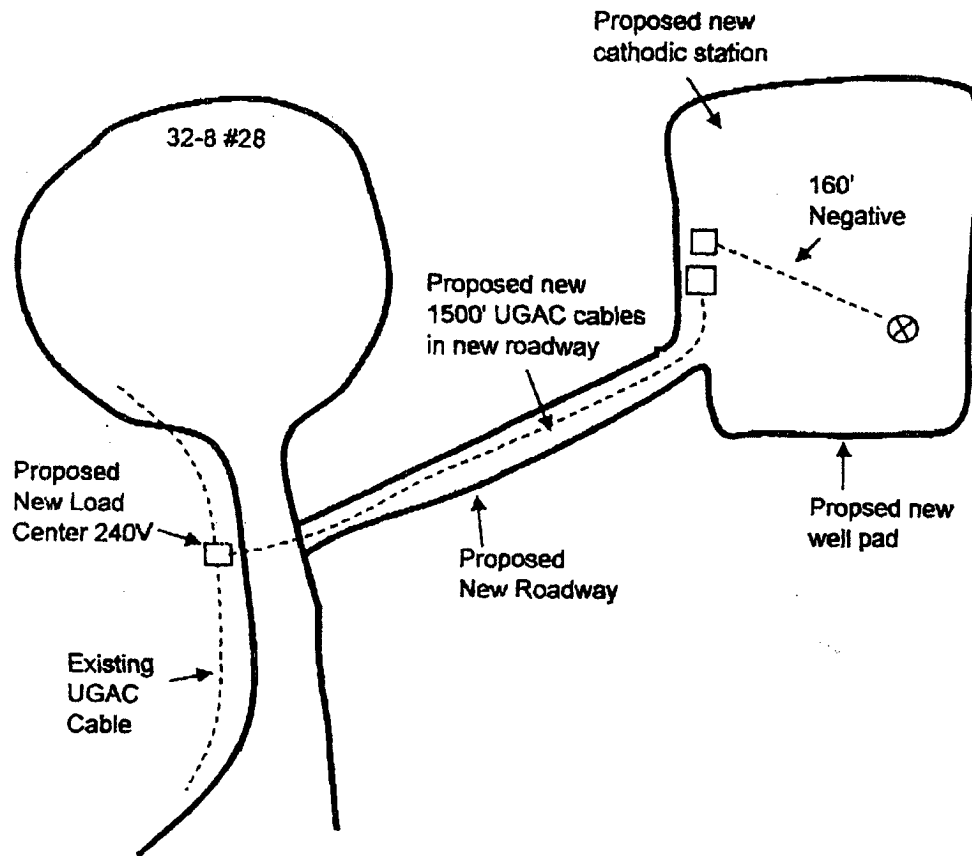 Proposed new
cathodic station
32-8 #28
160'
Negative
Proposed new
1500' UGAC cables
in new roadway
Proposed
New Load
Center 240V
Propsed new
well pad
Proposed
New Roadway
Existing
UGAC
Cable